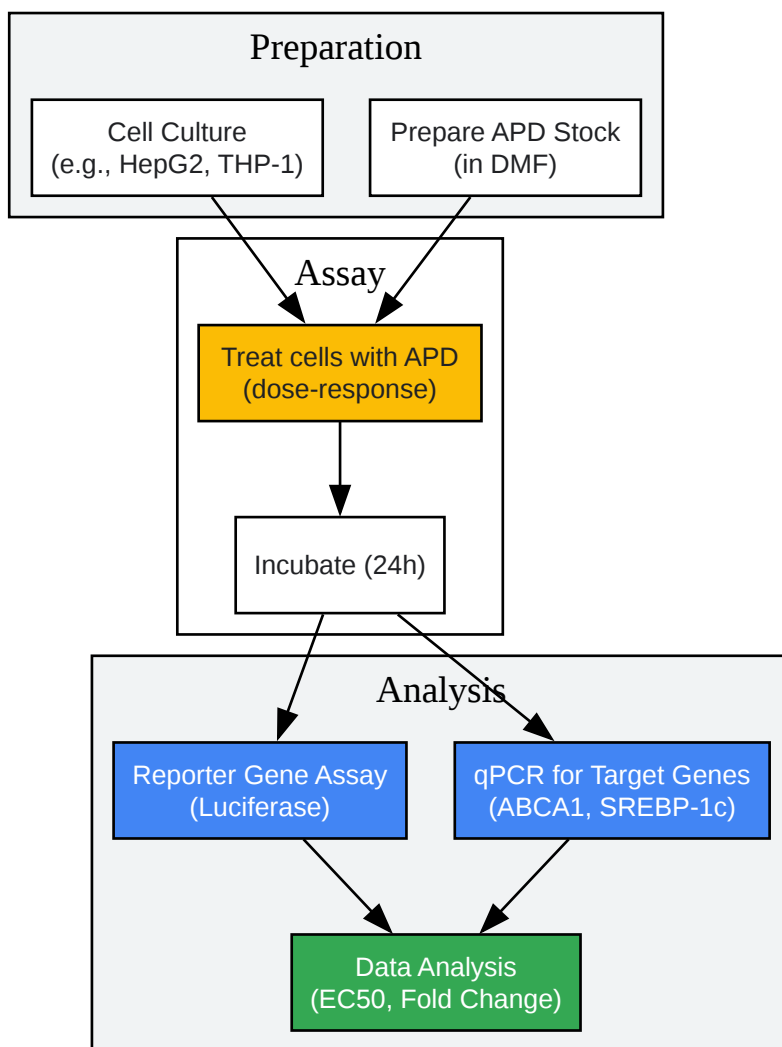 Preparation
Cell Culture
(e.g., HepG2, THP-1)
Prepare APD Stock
(in DMF)
Assay
Treat cells with APD
(dose-response)
Incubate (24h)
Analysis
Reporter Gene Assay
(Luciferase)
qPCR for Target Genes
(ABCA1, SREBP-1c)
Data Analysis
(EC50, Fold Change)